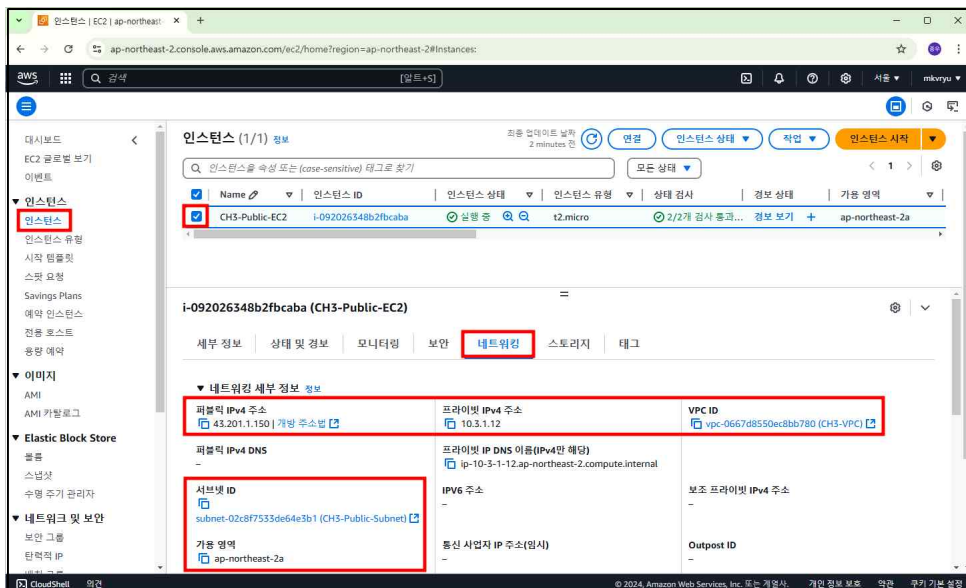 인스턴스 | EC2 | ap-northeast-
ap-northeast-2.console.aws.amazon.com/ec2/home?region=ap-northeast-2#Instances:
aws 검색 [알트+S] 서울 mkvryu
대시보드
EC2 글로벌 보기
이벤트
인스턴스
인스턴스
인스턴스 유형
시작 템플릿
스팟 요청
Savings Plans
예약 인스턴스
전용 호스트
용량 예약
이미지
AMI
AMI 카탈로그
Elastic Block Store
볼륨
스냅샷
수명 주기 관리자
네트워크 및 보안
보안 그룹
탄력적 IP
인스턴스 (1/1) 정보
최종 업데이트 날짜
2 minutes 전
연결 인스턴스 상태 작업 인스턴스 시작
인스턴스을 속성 또는 (case-sensitive) 태그로 찾기 모든 상태 1
Name 인스턴스 ID 인스턴스 상태 인스턴스 유형 상태 검사 경보 상태 가용 영역
CH3-Public-EC2 i-092026348b2fbcaba 실행 중 t2.micro 2/2개 검사 통과... 경보 보기 + ap-northeast-2a
i-092026348b2fbcaba (CH3-Public-EC2)
세부 정보 상태 및 경보 모니터링 보안 네트워킹 스토리지 태그
네트워킹 세부 정보 정보
퍼블릭 IPv4 주소 프라이빗 IPv4 주소 VPC ID
43.201.1.150 | 개방 주소법 10.3.1.12 vpc-0667d8550ec8bb780 (CH3-VPC)
퍼블릭 IPv4 DNS 프라이빗 IP DNS 이름(IPv4만 해당)
– ip-10-3-1-12.ap-northeast-2.compute.internal
서브넷 ID IPV6 주소 보조 프라이빗 IPv4 주소
– –
subnet-02c8f7533de64e3b1 (CH3-Public-Subnet)
가용 영역 통신 사업자 IP 주소(임시) Outpost ID
ap-northeast-2a – –
CloudShell 의견 © 2024, Amazon Web Services, Inc. 또는 계열사. 개인 정보 보호 약관 쿠키 기본 설정